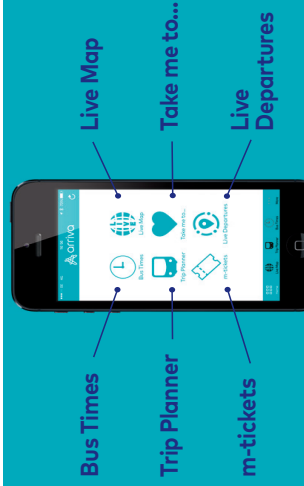 Live Map
Take me to...
Live
Departures
arriva
Bus Times
Live Map
Trip Planner
Take me to...
m-tickets
Live Departures
Bus Times
Trip Planner
m-tickets